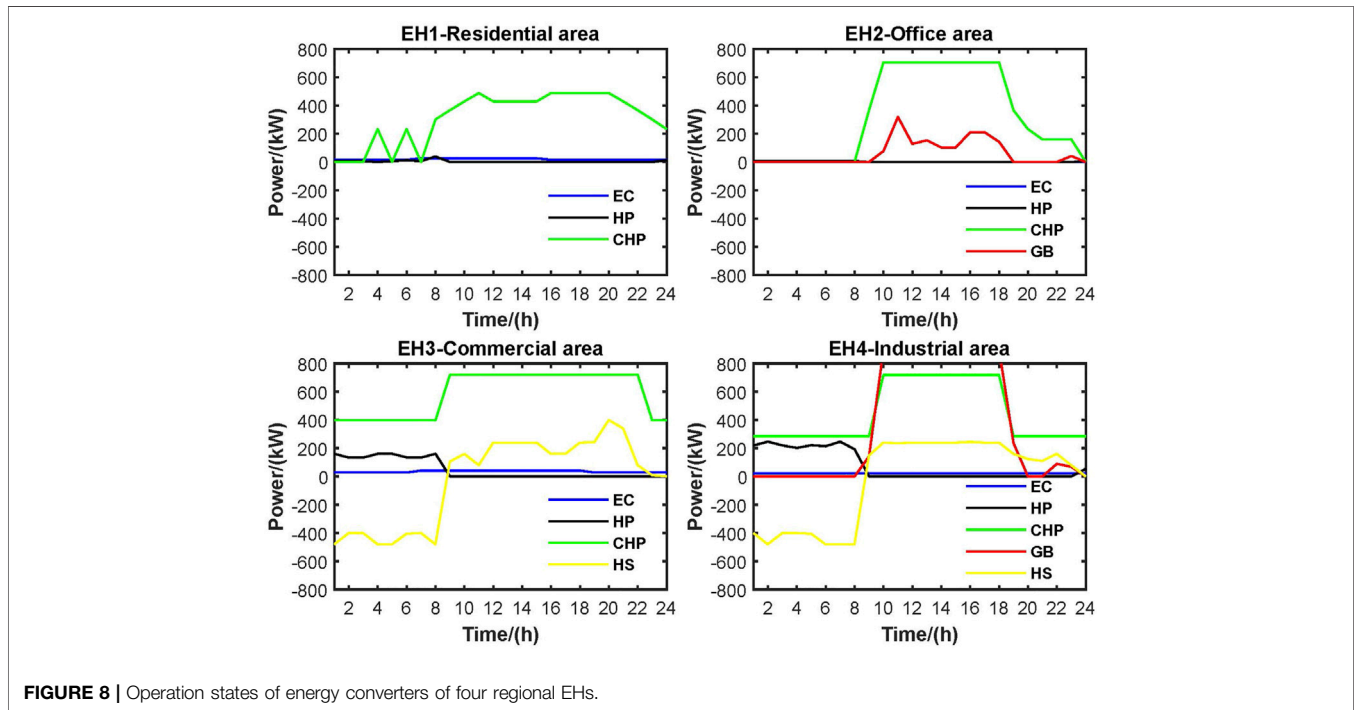 EH1-Residential area
800
600
400
200
0
-200
-400
-600
-800
Power/(kW)
EC
HP
CHP
2 4 6 8 10 12 14 16 18 20 22 24
Time/(h)
EH2-Office area
800
600
400
200
0
-200
-400
-600
-800
Power/(kW)
EC
HP
CHP
GB
2 4 6 8 10 12 14 16 18 20 22 24
Time/(h)
EH3-Commercial area
800
600
400
200
0
-200
-400
-600
-800
Power/(kW)
EC
HP
CHP
HS
2 4 6 8 10 12 14 16 18 20 22 24
Time/(h)
EH4-Industrial area
800
600
400
200
0
-200
-400
-600
-800
Power/(kW)
EC
HP
CHP
GB
HS
2 4 6 8 10 12 14 16 18 20 22 24
Time/(h)
FIGURE 8 | Operation states of energy converters of four regional EHs.